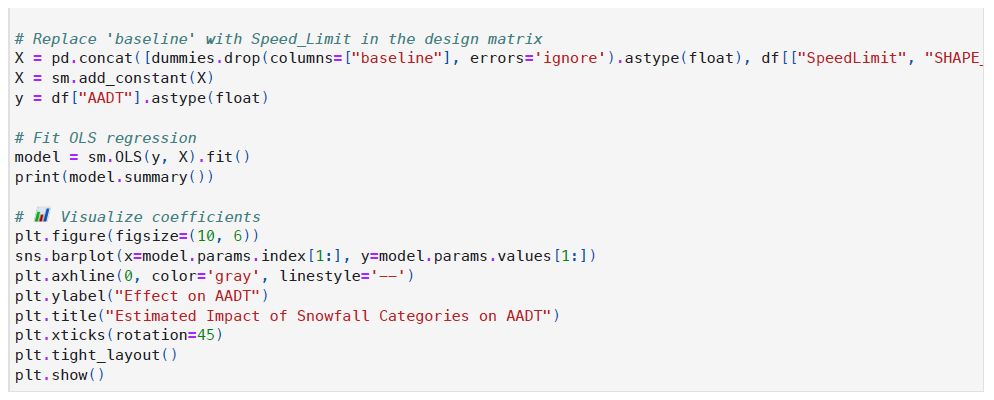 # Replace 'baseline' with Speed_Limit in the design matrix
X = pd.concat([dummies.drop(columns=["baseline"], errors='ignore').astype(float), df[["SpeedLimit", "SHAPE_
X = sm.add_constant(X)
y = df["AADT"].astype(float)
# Fit OLS regression
model = sm.OLS(y, X).fit()
print(model.summary())
# 📊 Visualize coefficients
plt.figure(figsize=(10, 6))
sns.barplot(x=model.params.index[1:], y=model.params.values[1:])
plt.axhline(0, color='gray', linestyle='--')
plt.ylabel("Effect on AADT")
plt.title("Estimated Impact of Snowfall Categories on AADT")
plt.xticks(rotation=45)
plt.tight_layout()
plt.show()